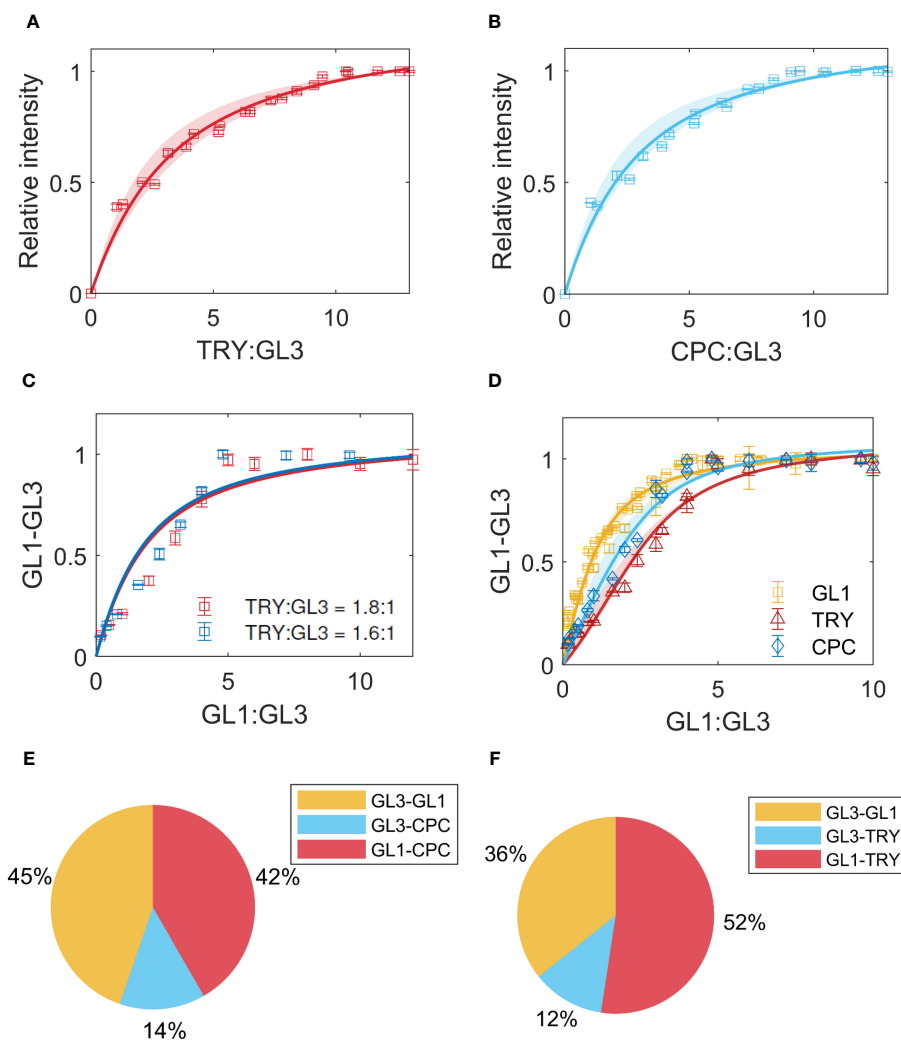 A
B
Relative intensity
1
0.5
0
0
5
10
TRY:GL3
Relative intensity
1
0.5
0
0
5
10
CPC:GL3
C
D
GL1-GL3
1
0.5
0
0
5
10
GL1:GL3
TRY:GL3 = 1.8:1
TRY:GL3 = 1.6:1
GL1-GL3
1
0.5
0
0
5
10
GL1:GL3
GL1
TRY
CPC
E
F
GL3-GL1
GL3-CPC
GL1-CPC
45%
42%
14%
GL3-GL1
GL3-TRY
GL1-TRY
36%
52%
12%